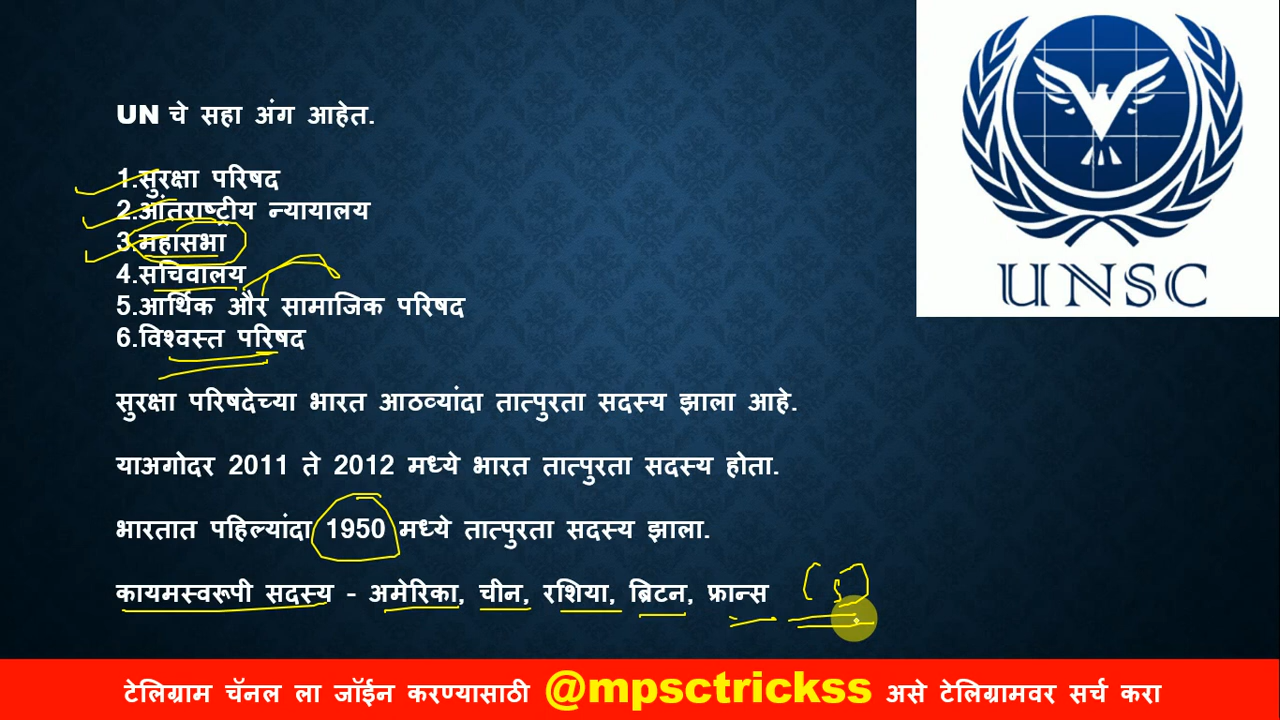 UN चे सहा अंग आहेत.
1.सुरक्षा परिषद
2.आंतराष्ट्रीय न्यायालय
3.महासभा
4.सचिवालय
5.आर्थिक और सामाजिक परिषद
6.विश्वस्त परिषद
सुरक्षा परिषदेच्या भारत आठव्यांदा तात्पुरता सदस्य झाला आहे.
याअगोदर 2011 ते 2012 मध्ये भारत तात्पुरता सदस्य होता.
भारतात पहिल्यांदा 1950 मध्ये तात्पुरता सदस्य झाला.
कायमस्वरूपी सदस्य - अमेरिका, चीन, रशिया, ब्रिटन, फ्रान्स
UNSC
टेलिग्राम चॅनल ला जॉईन करण्यासाठी @mpsctrickss असे टेलिग्रामवर सर्च करा